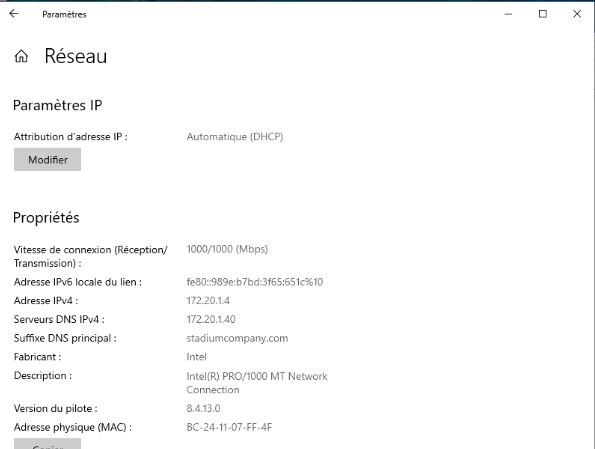 Paramètres
Réseau
Paramètres IP
Attribution d'adresse IP : Automatique (DHCP)
Modifier
Propriétés
Vitesse de connexion (Réception/ 1000/1000 (Mbps)
Transmission) :
Adresse IPv6 locale du lien : fe80::989e:b7bd:3f65:651c%10
Adresse IPv4 : 172.20.1.4
Serveurs DNS IPv4 : 172.20.1.40
Suffixe DNS principal : stadiumcompany.com
Fabricant : Intel
Description : Intel(R) PRO/1000 MT Network
Connection
Version du pilote : 8.4.13.0
Adresse physique (MAC) : BC-24-11-07-FF-4F